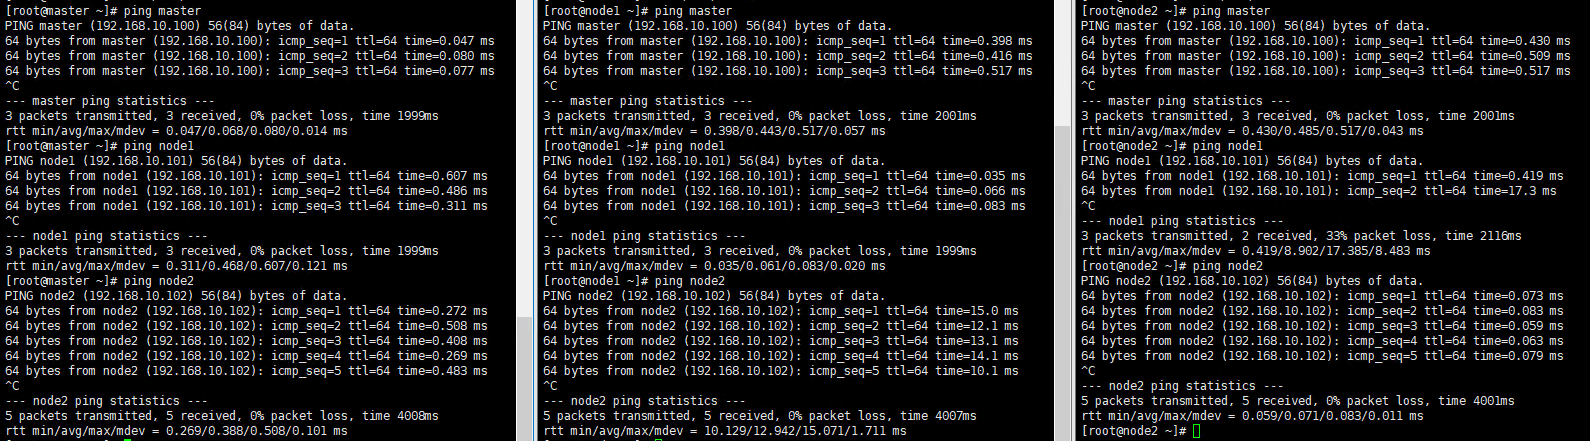 [root@master ~]# ping master
PING master (192.168.10.100) 56(84) bytes of data.
64 bytes from master (192.168.10.100): icmp_seq=1 ttl=64 time=0.047 ms
64 bytes from master (192.168.10.100): icmp_seq=2 ttl=64 time=0.080 ms
64 bytes from master (192.168.10.100): icmp_seq=3 ttl=64 time=0.077 ms
^C
--- master ping statistics ---
3 packets transmitted, 3 received, 0% packet loss, time 1999ms
rtt min/avg/max/mdev = 0.047/0.068/0.080/0.014 ms
[root@master ~]# ping node1
PING node1 (192.168.10.101) 56(84) bytes of data.
64 bytes from node1 (192.168.10.101): icmp_seq=1 ttl=64 time=0.607 ms
64 bytes from node1 (192.168.10.101): icmp_seq=2 ttl=64 time=0.486 ms
64 bytes from node1 (192.168.10.101): icmp_seq=3 ttl=64 time=0.311 ms
^C
--- node1 ping statistics ---
3 packets transmitted, 3 received, 0% packet loss, time 1999ms
rtt min/avg/max/mdev = 0.311/0.468/0.607/0.121 ms
[root@master ~]# ping node2
PING node2 (192.168.10.102) 56(84) bytes of data.
64 bytes from node2 (192.168.10.102): icmp_seq=1 ttl=64 time=0.272 ms
64 bytes from node2 (192.168.10.102): icmp_seq=2 ttl=64 time=0.508 ms
64 bytes from node2 (192.168.10.102): icmp_seq=3 ttl=64 time=0.408 ms
64 bytes from node2 (192.168.10.102): icmp_seq=4 ttl=64 time=0.269 ms
64 bytes from node2 (192.168.10.102): icmp_seq=5 ttl=64 time=0.483 ms
^C
--- node2 ping statistics ---
5 packets transmitted, 5 received, 0% packet loss, time 4008ms
rtt min/avg/max/mdev = 0.269/0.388/0.508/0.101 ms
[root@node1 ~]# ping master
PING master (192.168.10.100) 56(84) bytes of data.
64 bytes from master (192.168.10.100): icmp_seq=1 ttl=64 time=0.398 ms
64 bytes from master (192.168.10.100): icmp_seq=2 ttl=64 time=0.416 ms
64 bytes from master (192.168.10.100): icmp_seq=3 ttl=64 time=0.517 ms
^C
--- master ping statistics ---
3 packets transmitted, 3 received, 0% packet loss, time 2001ms
rtt min/avg/max/mdev = 0.398/0.443/0.517/0.057 ms
[root@node1 ~]# ping node1
PING node1 (192.168.10.101) 56(84) bytes of data.
64 bytes from node1 (192.168.10.101): icmp_seq=1 ttl=64 time=0.035 ms
64 bytes from node1 (192.168.10.101): icmp_seq=2 ttl=64 time=0.066 ms
64 bytes from node1 (192.168.10.101): icmp_seq=3 ttl=64 time=0.083 ms
^C
--- node1 ping statistics ---
3 packets transmitted, 3 received, 0% packet loss, time 1999ms
rtt min/avg/max/mdev = 0.035/0.061/0.083/0.020 ms
[root@node1 ~]# ping node2
PING node2 (192.168.10.102) 56(84) bytes of data.
64 bytes from node2 (192.168.10.102): icmp_seq=1 ttl=64 time=15.0 ms
64 bytes from node2 (192.168.10.102): icmp_seq=2 ttl=64 time=12.1 ms
64 bytes from node2 (192.168.10.102): icmp_seq=3 ttl=64 time=13.1 ms
64 bytes from node2 (192.168.10.102): icmp_seq=4 ttl=64 time=14.1 ms
64 bytes from node2 (192.168.10.102): icmp_seq=5 ttl=64 time=10.1 ms
^C
--- node2 ping statistics ---
5 packets transmitted, 5 received, 0% packet loss, time 4007ms
rtt min/avg/max/mdev = 10.129/12.942/15.071/1.711 ms
[root@node2 ~]# ping master
PING master (192.168.10.100) 56(84) bytes of data.
64 bytes from master (192.168.10.100): icmp_seq=1 ttl=64 time=0.430 ms
64 bytes from master (192.168.10.100): icmp_seq=2 ttl=64 time=0.509 ms
64 bytes from master (192.168.10.100): icmp_seq=3 ttl=64 time=0.517 ms
^C
--- master ping statistics ---
3 packets transmitted, 3 received, 0% packet loss, time 2001ms
rtt min/avg/max/mdev = 0.430/0.485/0.517/0.043 ms
[root@node2 ~]# ping node1
PING node1 (192.168.10.101) 56(84) bytes of data.
64 bytes from node1 (192.168.10.101): icmp_seq=1 ttl=64 time=0.419 ms
64 bytes from node1 (192.168.10.101): icmp_seq=2 ttl=64 time=17.3 ms
^C
--- node1 ping statistics ---
3 packets transmitted, 2 received, 33% packet loss, time 2116ms
rtt min/avg/max/mdev = 0.419/8.902/17.385/8.483 ms
[root@node2 ~]# ping node2
PING node2 (192.168.10.102) 56(84) bytes of data.
64 bytes from node2 (192.168.10.102): icmp_seq=1 ttl=64 time=0.073 ms
64 bytes from node2 (192.168.10.102): icmp_seq=2 ttl=64 time=0.083 ms
64 bytes from node2 (192.168.10.102): icmp_seq=3 ttl=64 time=0.059 ms
64 bytes from node2 (192.168.10.102): icmp_seq=4 ttl=64 time=0.063 ms
64 bytes from node2 (192.168.10.102): icmp_seq=5 ttl=64 time=0.079 ms
^C
--- node2 ping statistics ---
5 packets transmitted, 5 received, 0% packet loss, time 4001ms
rtt min/avg/max/mdev = 0.059/0.071/0.083/0.011 ms
[root@node2 ~]#